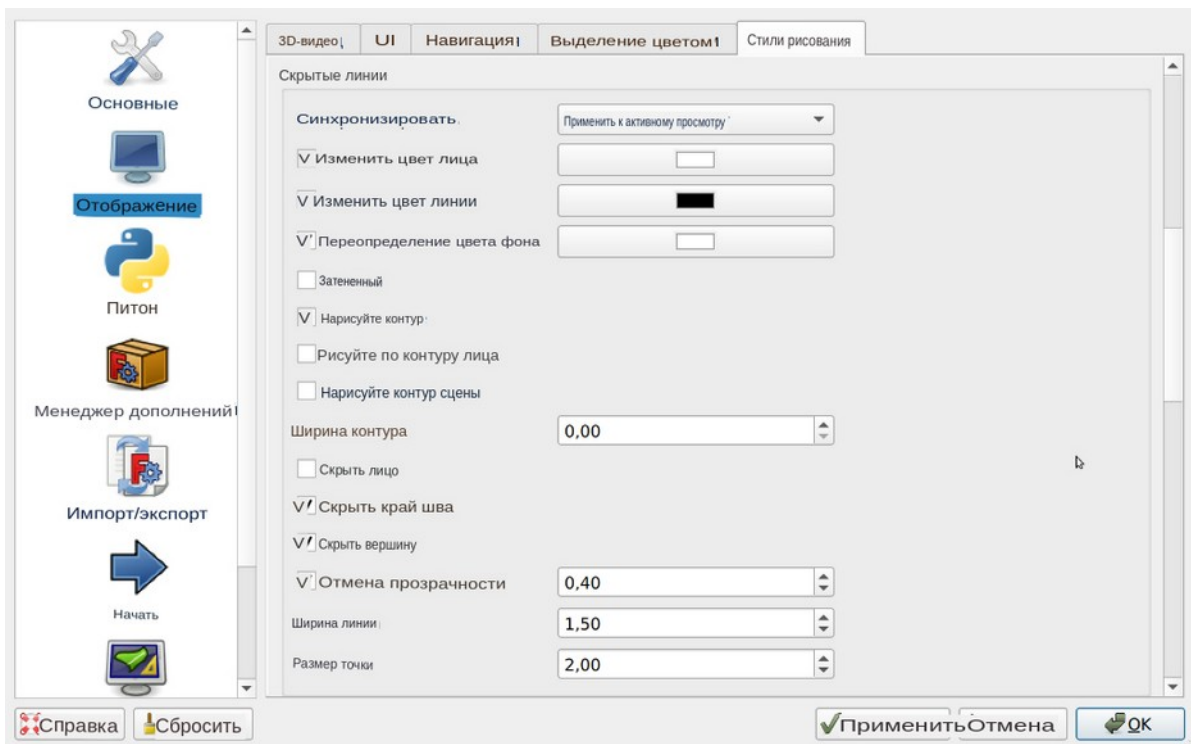 3D-видео UI Навигация Выделение цветом Стили рисования
Основные
Отображение
Питон
Менеджер дополнений
Импорт/экспорт
Начать
Скрытые линии
Синхронизировать Применить к активному просмотру
V Изменить цвет лица
V Изменить цвет линии
V Переопределение цвета фона
Затененный
V Нарисуйте контур
Рисуйте по контуру лица
Нарисуйте контур сцены
Ширина контура 0,00
Скрыть лицо
V Скрыть край шва
V Скрыть вершину
V Отмена прозрачности 0,40
Ширина линии 1,50
Размер точки 2,00
Справка Сбросить Применить Отмена OK